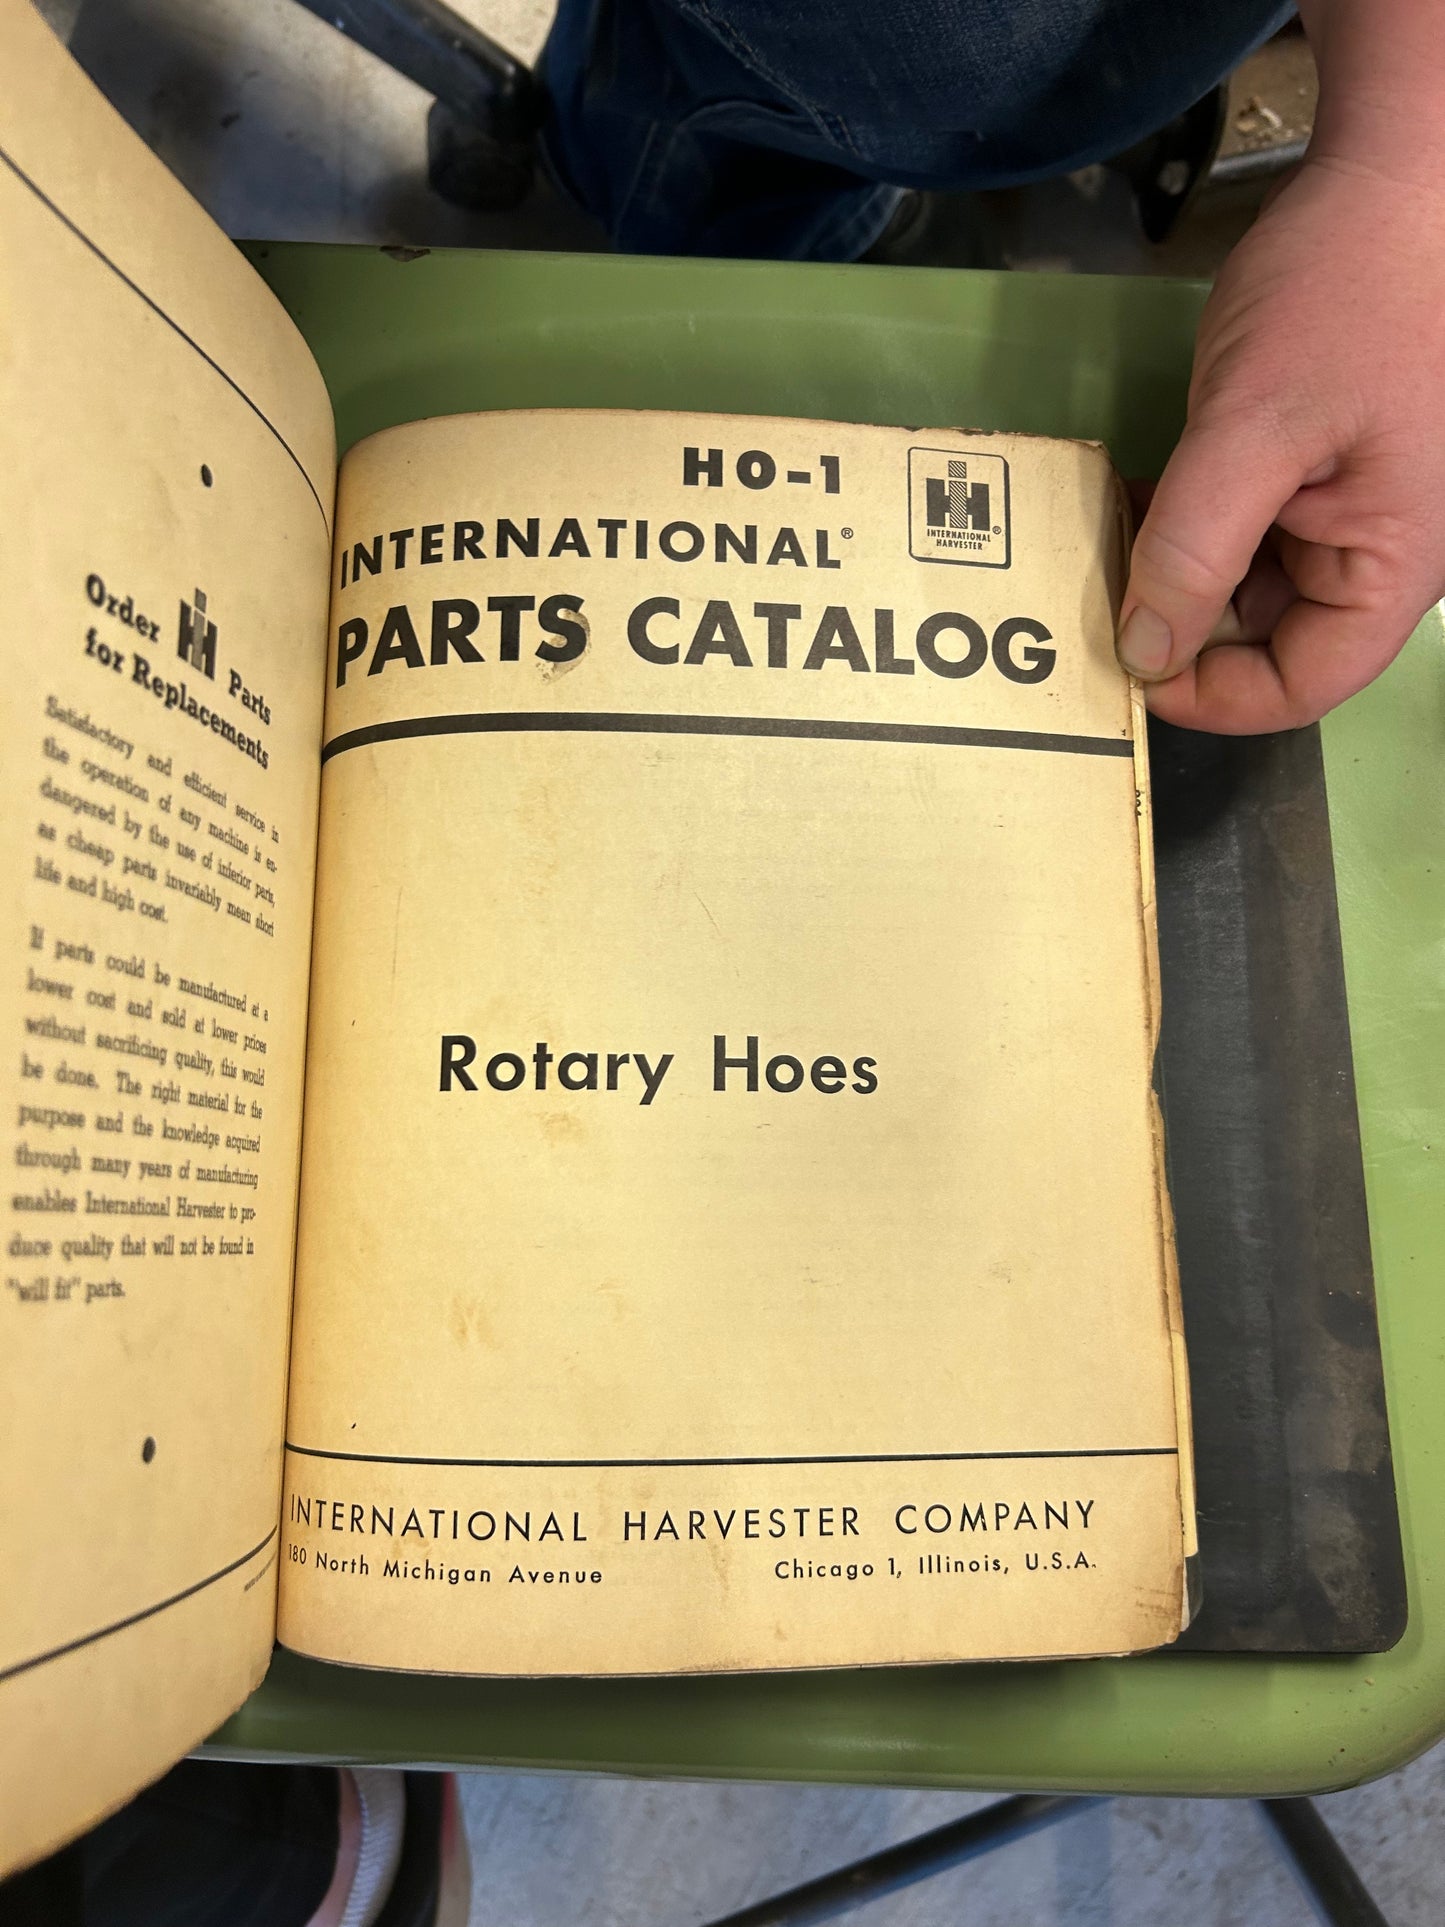 Order IH Parts
for Replacements
Satisfactory and efficient service in
the operation of any machine is en-
dangered by the use of inferior parts,
as cheap parts invariably mean short
life and high cost.
If parts could be manufactured at a
lower cost and sold at lower prices
without sacrificing quality, this would
be done. The right material for the
purpose and the knowledge acquired
through many years of manufacturing
enables International Harvester to pro-
duce quality that will not be found in
"will fit" parts.
HO-1
IH®
INTERNATIONAL
HARVESTER
INTERNATIONAL®
PARTS CATALOG
Rotary Hoes
INTERNATIONAL HARVESTER COMPANY
180 North Michigan Avenue Chicago 1, Illinois, U.S.A.